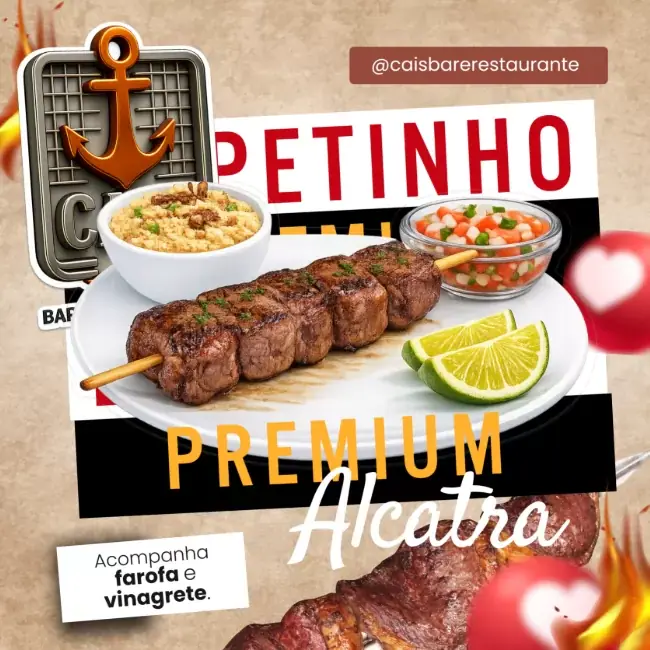 @caisbarerestaurante
PETINHO
PREMIUM
Alcatra
Acompanha
farofa e
vinagrete.